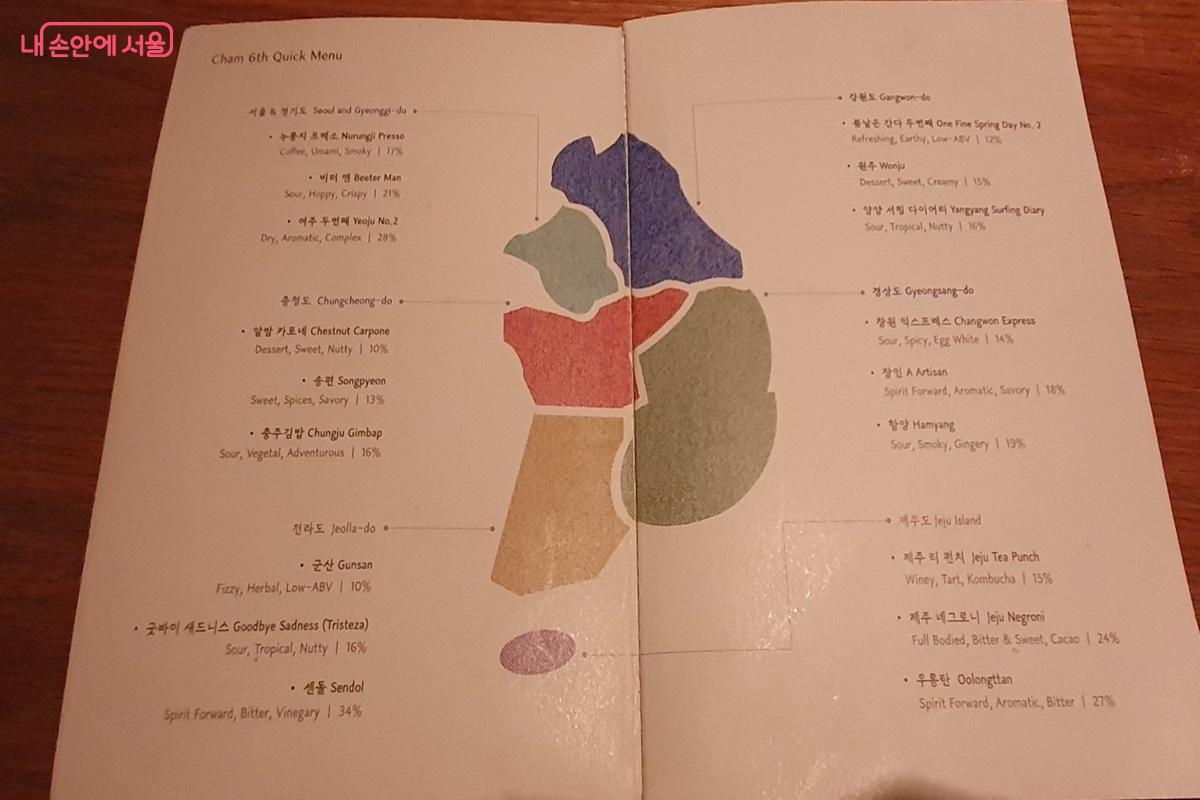 내 손안에 서울
Cham 6th Quick Menu
서울 & 경기도 Seoul and Gyeonggi-do
• 누룽지 프레소 Nurungji Presso
Coffee, Umami, Smoky | 17%
• 비터 맨 Beeter Man
Sour, Hoppy, Crispy | 21%
• 여주 두번째 Yeoju No.2
Dry, Aromatic, Complex | 28%
충청도 Chungcheong-do
• 알밤 카포네 Chestnut Carpone
Dessert, Sweet, Nutty | 10%
• 송편 Songpyeon
Sweet, Spices, Savory | 13%
• 충주김밥 Chungju Gimbap
Sour, Vegetal, Adventurous | 16%
전라도 Jeolla-do
• 군산 Gunsan
Fizzy, Herbal, Low-ABV | 10%
• 굿바이 새드니스 Goodbye Sadness (Tristeza)
Sour, Tropical, Nutty | 16%
• 센돌 Sendol
Spirit Forward, Bitter, Vinegary | 34%
강원도 Gangwon-do
• 봄날은 간다 두번째 One Fine Spring Day No. 2
Refreshing, Earthy, Low-ABV | 12%
• 원주 Wonju
Dessert, Sweet, Creamy | 15%
• 양양 서핑 다이어리 Yangyang Surfing Diary
Sour, Tropical, Nutty | 16%
경상도 Gyeongsang-do
• 창원 익스프레스 Changwon Express
Sour, Spicy, Egg White | 14%
• 장인 A Artisan
Spirit Forward, Aromatic, Savory | 18%
• 함양 Hamyang
Sour, Smoky, Gingery | 19%
제주도 Jeju Island
• 제주 티 펀치 Jeju Tea Punch
Winey, Tart, Kombucha | 15%
• 제주 네그로니 Jeju Negroni
Full Bodied, Bitter & Sweet, Cacao | 24%
• 우롱탄 Oolongttan
Spirit Forward, Aromatic, Bitter | 27%